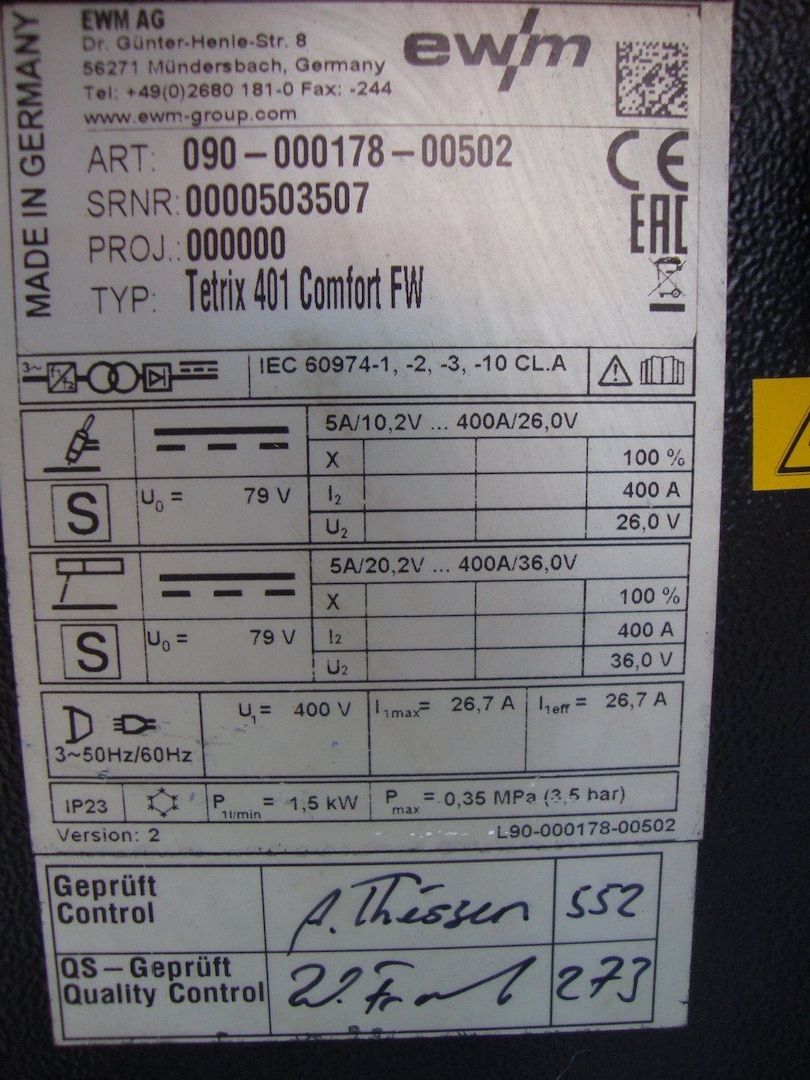 MADE IN GERMANY
EWM AG
Dr. Günter-Henle-Str. 8
56271 Mündersbach, Germany
Tel: +49(0)2680 181-0 Fax: -244
www.ewm-group.com
ewm
CE
EAC
ART: 090-000178-00502
SRNR: 0000503507
PROJ.: 000000
TYP: Tetrix 401 Comfort FW
3~ f1 f2
IEC 60974-1, -2, -3, -10 CL.A
5A/10,2V ... 400A/26,0V
X 100 %
S U0 = 79 V I2 400 A
U2 26,0 V
5A/20,2V ... 400A/36,0V
X 100 %
S U0 = 79 V I2 400 A
U2 36,0 V
3~50Hz/60Hz U1 = 400 V I1max= 26,7 A I1eff = 26,7 A
IP23 P1l/min = 1,5 kW Pmax = 0,35 MPa (3,5 bar)
Version: 2 L90-000178-00502
Geprüft
Control
A. Thiessen 552
QS-Geprüft
Quality Control
273